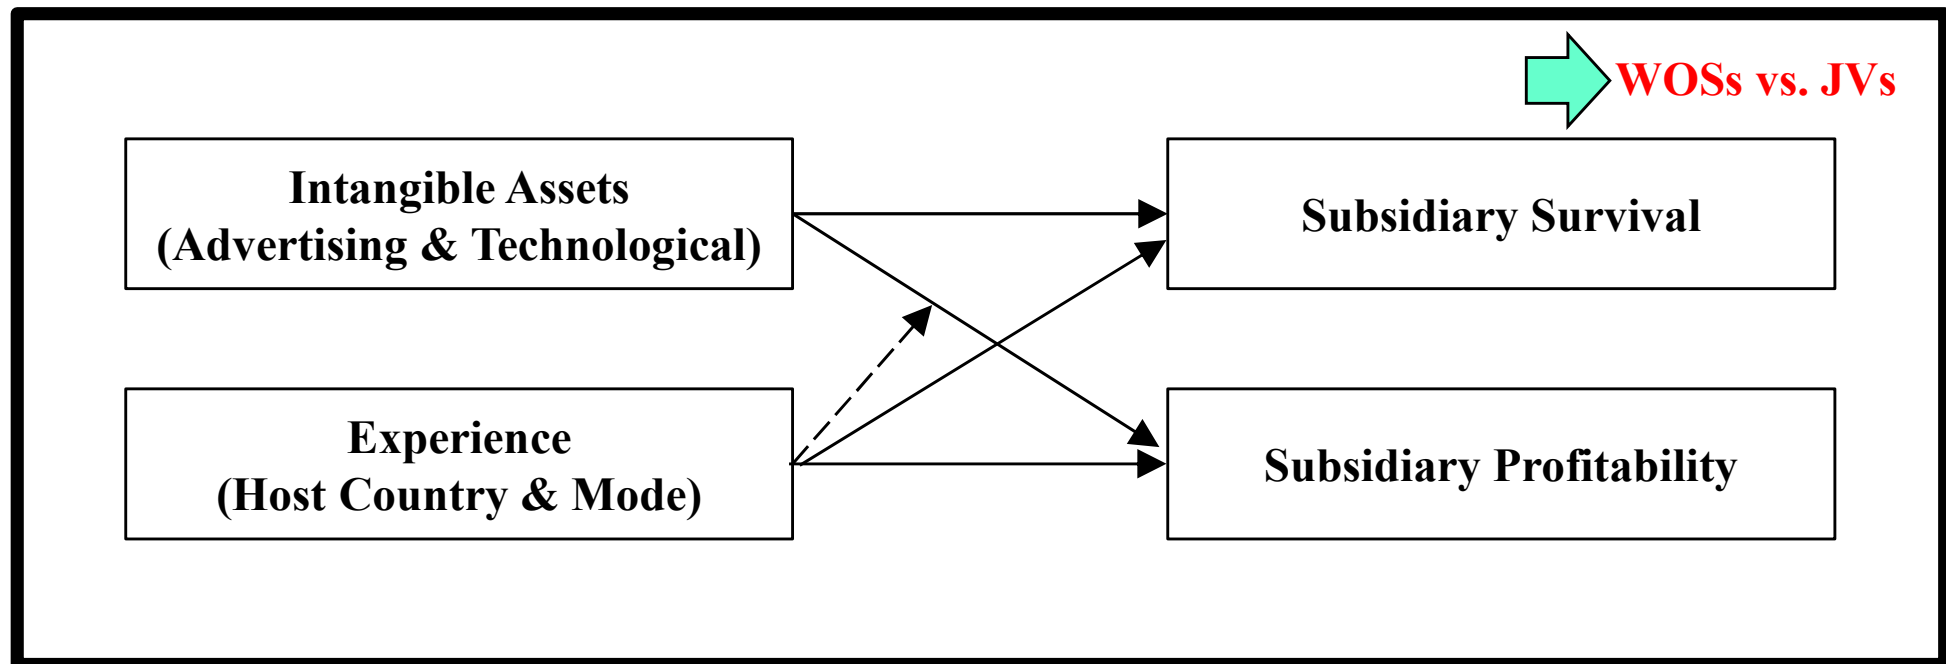 WOSs vs. JVs
Intangible Assets
(Advertising & Technological)
Subsidiary Survival
Experience
(Host Country & Mode)
Subsidiary Profitability